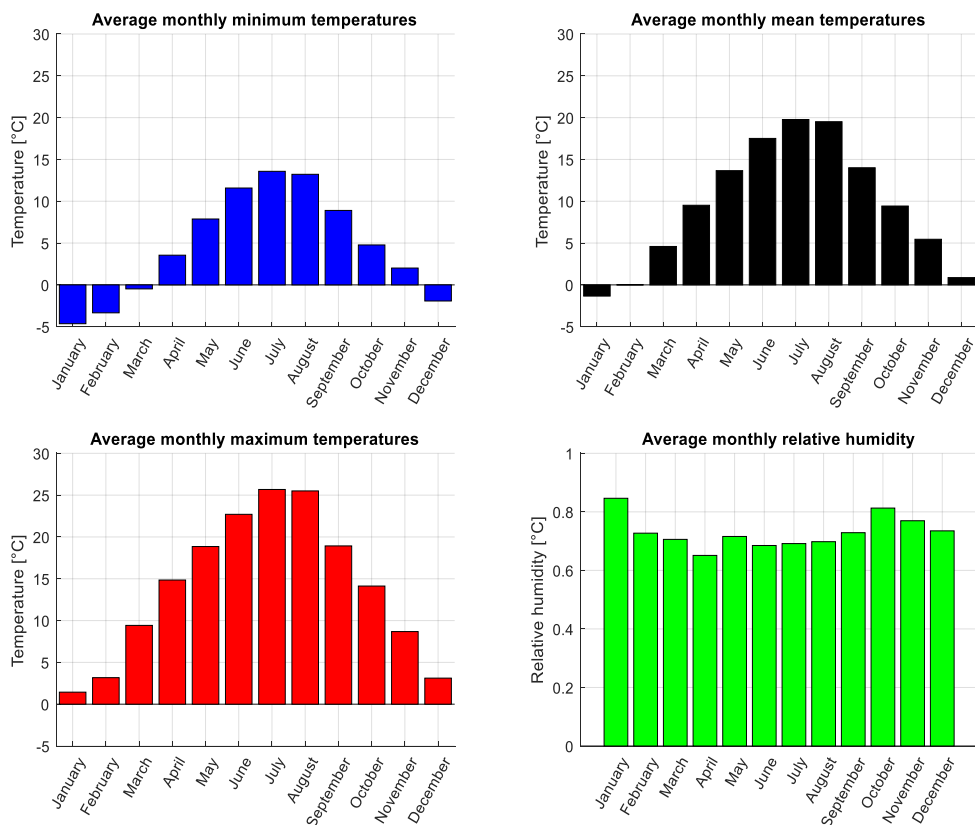 Average monthly minimum temperatures
30
25
20
15
10
5
0
-5
Temperature [°C]
January
February
March
April
May
June
July
August
September
October
November
December
Average monthly mean temperatures
30
25
20
15
10
5
0
-5
Temperature [°C]
January
February
March
April
May
June
July
August
September
October
November
December
Average monthly maximum temperatures
30
25
20
15
10
5
0
-5
Temperature [°C]
January
February
March
April
May
June
July
August
September
October
November
December
Average monthly relative humidity
1
0.8
0.6
0.4
0.2
0
Relative humidity [°C]
January
February
March
April
May
June
July
August
September
October
November
December